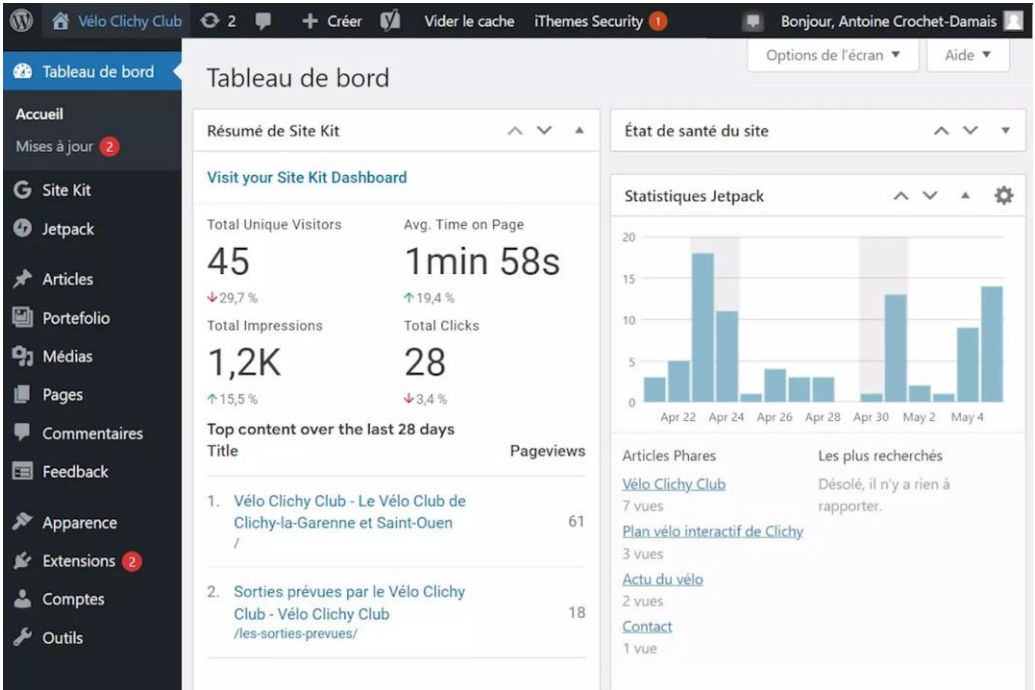 Vélo Clichy Club 2 Créer Vider le cache iThemes Security 1 Bonjour, Antoine Crochet-Damais
Tableau de bord
Accueil
Mises à jour 2
Site Kit
Jetpack
Articles
Portefolio
Médias
Pages
Commentaires
Feedback
Apparence
Extensions 2
Comptes
Outils
Options de l'écran ▼ Aide ▼
Tableau de bord
Résumé de Site Kit
Visit your Site Kit Dashboard
Total Unique Visitors Avg. Time on Page
45 1min 58s
↓29,7 % ↑19,4 %
Total Impressions Total Clicks
1,2K 28
↑15,5 % ↓3,4 %
Top content over the last 28 days
Title Pageviews
1. Vélo Clichy Club - Le Vélo Club de
Clichy-la-Garenne et Saint-Ouen 61
/
2. Sorties prévues par le Vélo Clichy
Club - Vélo Clichy Club 18
/les-sorties-prevues/
État de santé du site
Statistiques Jetpack
20
15
10
5
0
Apr 22 Apr 24 Apr 26 Apr 28 Apr 30 May 2 May 4
Articles Phares Les plus recherchés
Vélo Clichy Club Désolé, il n'y a rien à
7 vues rapporter.
Plan vélo interactif de Clichy
3 vues
Actu du vélo
2 vues
Contact
1 vue